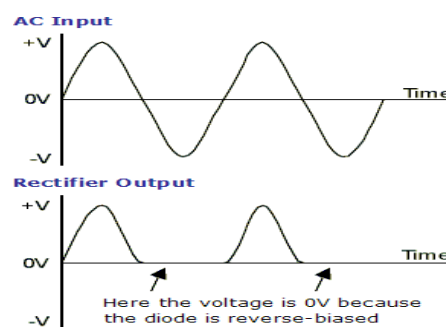 AC Input
+V
0V
Time
-V
Rectifier Output
+V
0V
Time
-V
Here the voltage is 0V because
the diode is reverse-biased